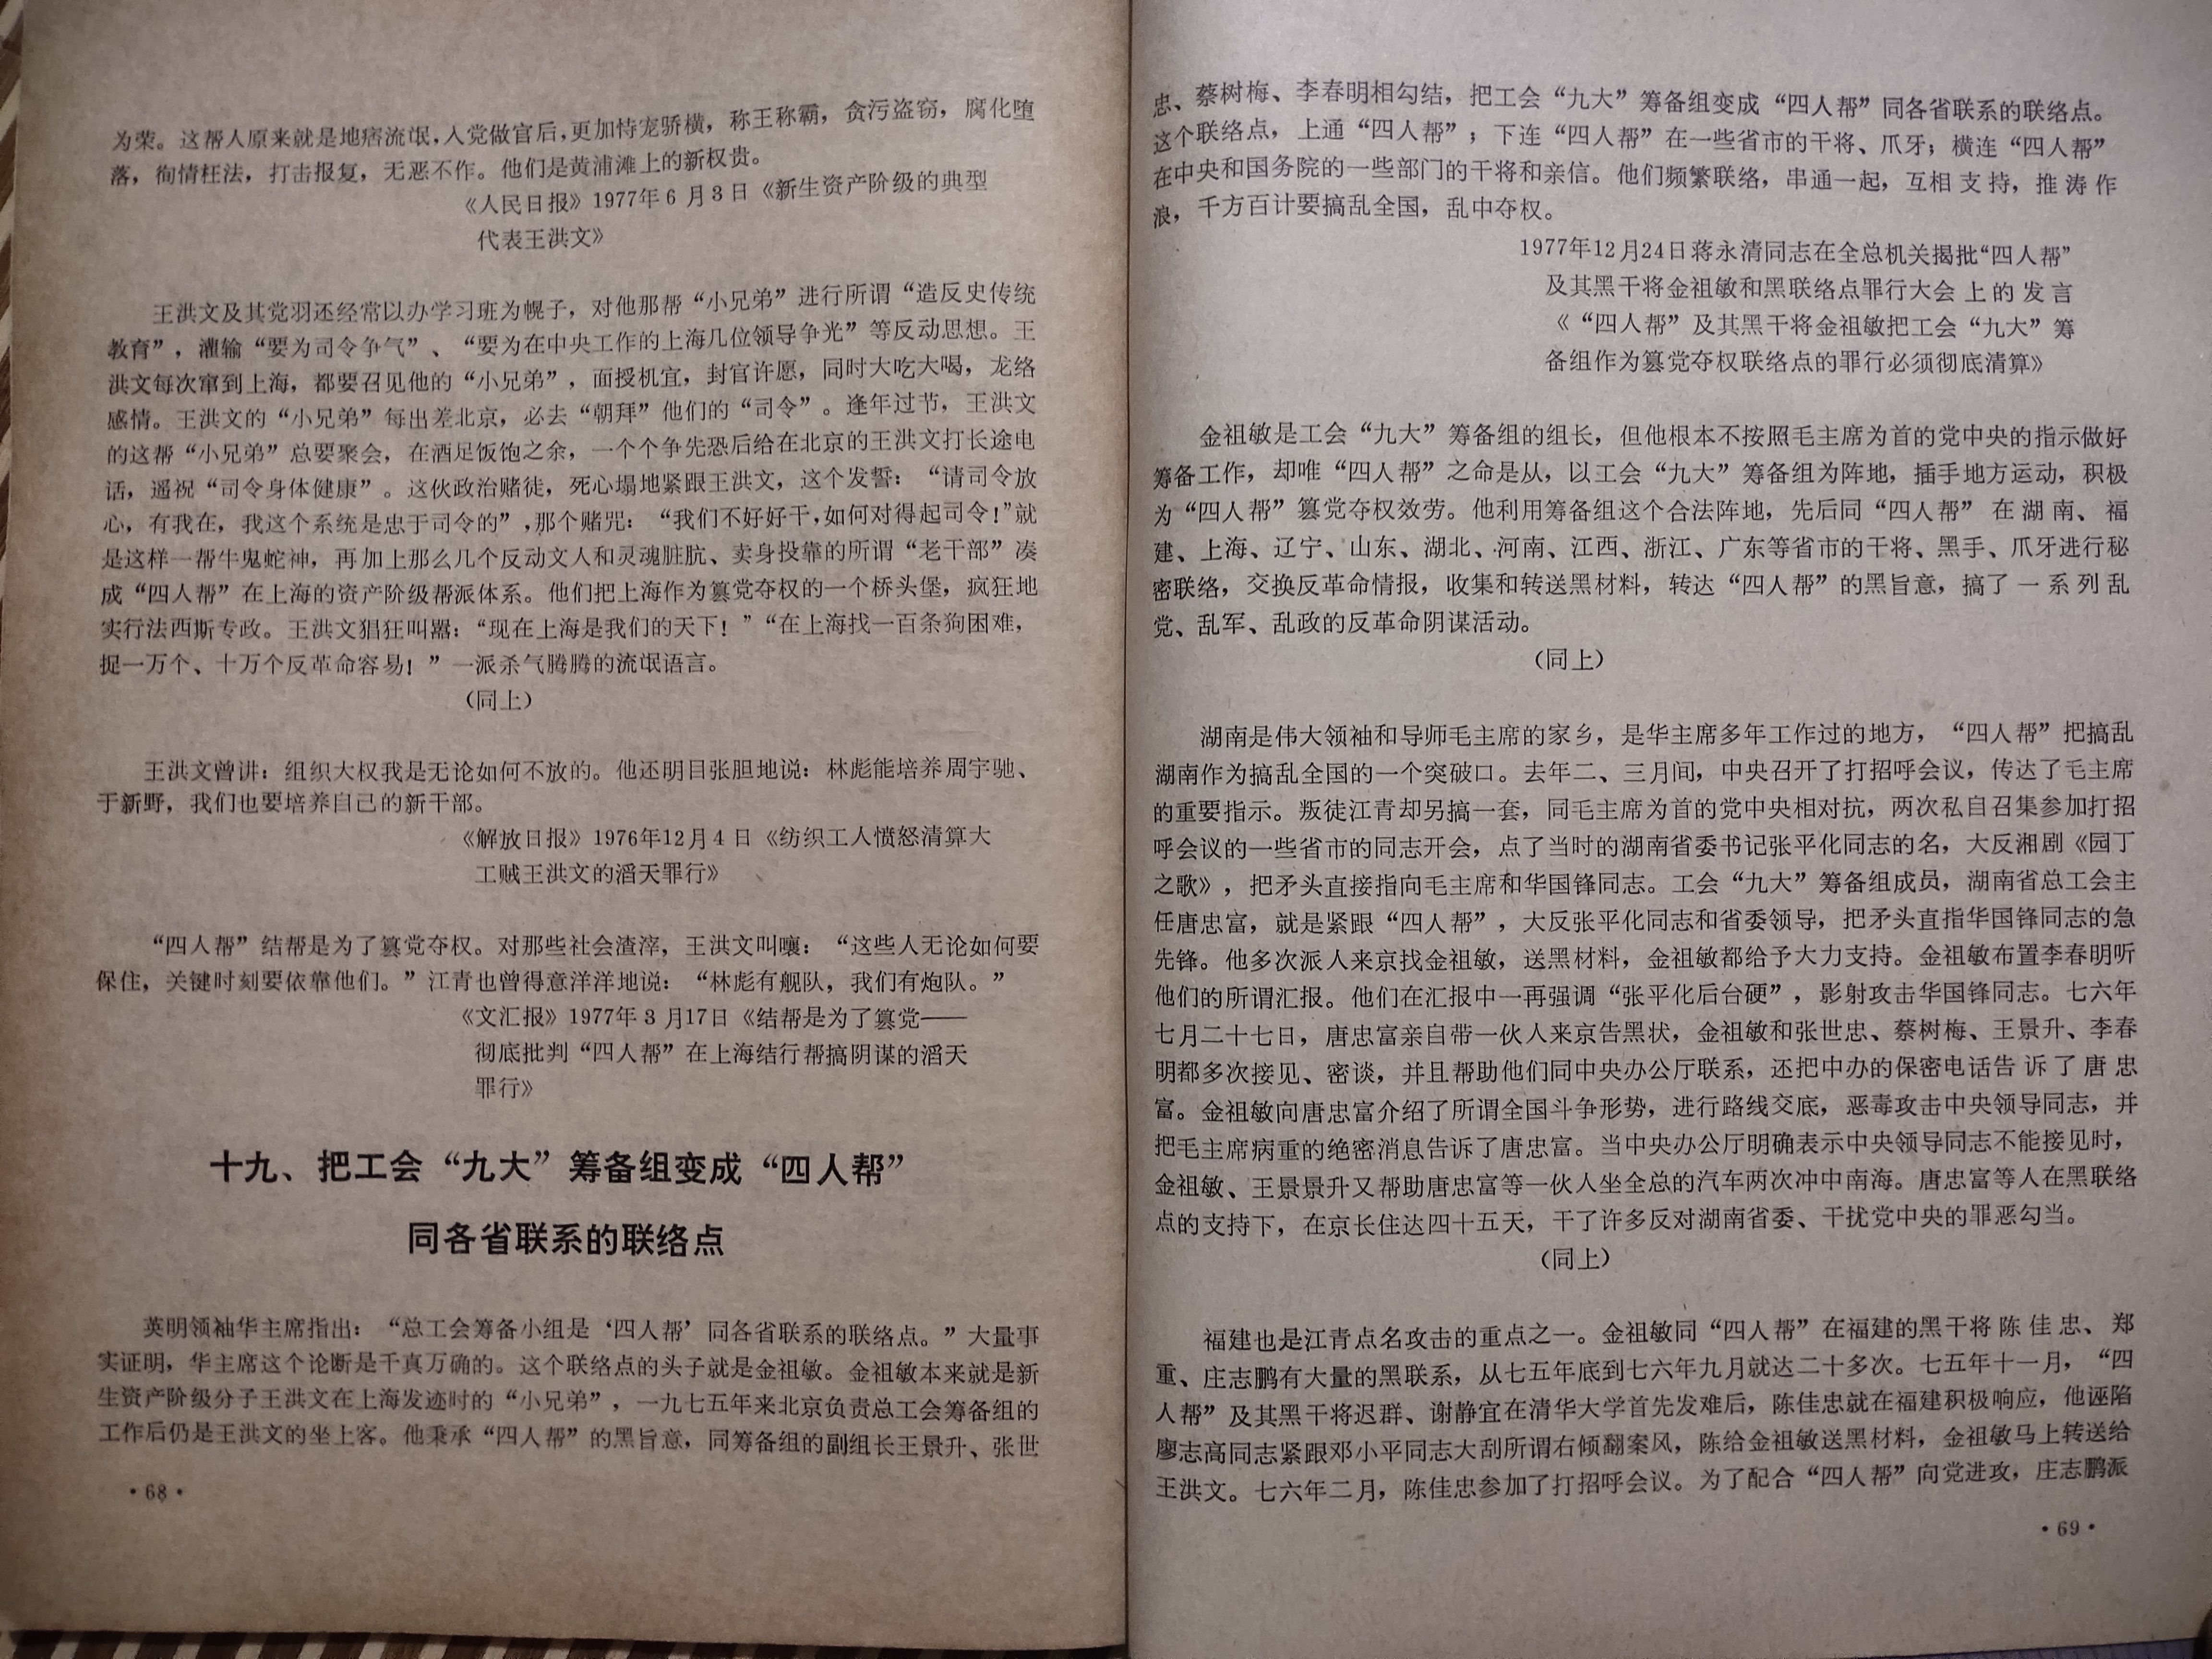 为荣。这帮人原来就是地痞流氓，入党做官后，更加恃宠骄横，称王称霸，贪污盗窃，腐化堕
落，徇情枉法，打击报复，无恶不作。他们是黄浦滩上的新权贵。
《人民日报》1977年6月3日《新生资产阶级的典型
代表王洪文》
王洪文及其党羽还经常以办学习班为幌子，对他那帮“小兄弟”进行所谓“造反史传统
教育”，灌输“要为司令争气”、“要为在中央工作的上海几位领导争光”等反动思想。王
洪文每次窜到上海，都要召见他的“小兄弟”，面授机宜，封官许愿，同时大吃大喝，龙络
感情。王洪文的“小兄弟”每出差北京，必去“朝拜”他们的“司令”。逢年过节，王洪文
的这帮“小兄弟”总要聚会，在酒足饭饱之余，一个个争先恐后给在北京的王洪文打长途电
话，遥祝“司令身体健康”。这伙政治赌徒，死心塌地紧跟王洪文，这个发誓：“请司令放
心，有我在，我这个系统是忠于司令的”，那个赌咒：“我们不好好干，如何对得起司令！”就
是这样一帮牛鬼蛇神，再加上那么几个反动文人和灵魂脏肮、卖身投靠的所谓“老干部”凑
成“四人帮”在上海的资产阶级帮派体系。他们把上海作为篡党夺权的一个桥头堡，疯狂地
实行法西斯专政。王洪文猖狂叫嚣：“现在上海是我们的天下！”“在上海找一百条狗困难，
捉一万个、十万个反革命容易！”一派杀气腾腾的流氓语言。
（同上）
王洪文曾讲：组织大权我是无论如何不放的。他还明目张胆地说：林彪能培养周宇驰、
于新野，我们也要培养自己的新干部。
《解放日报》1976年12月4日《纺织工人愤怒清算大
工贼王洪文的滔天罪行》
“四人帮”结帮是为了篡党夺权。对那些社会渣滓，王洪文叫嚷：“这些人无论如何要
保住，关键时刻要依靠他们。”江青也曾得意洋洋地说：“林彪有舰队，我们有炮队。”
《文汇报》1977年3月17日《结帮是为了篡党——
彻底批判“四人帮”在上海结行帮搞阴谋的滔天
罪行》
十九、把工会“九大”筹备组变成“四人帮”
同各省联系的联络点
英明领袖华主席指出：“总工会筹备小组是‘四人帮’同各省联系的联络点。”大量事
实证明，华主席这个论断是千真万确的。这个联络点的头子就是金祖敏。金祖敏本来就是新
生资产阶级分子王洪文在上海发迹时的“小兄弟”，一九七五年来北京负责总工会筹备组的
工作后仍是王洪文的坐上客。他秉承“四人帮”的黑旨意，同筹备组的副组长王景升、张世
·68·
忠、蔡树梅、李春明相勾结，把工会“九大”筹备组变成“四人帮”同各省联系的联络点。
这个联络点，上通“四人帮”；下连“四人帮”在一些省市的干将、爪牙；横连“四人帮”
在中央和国务院的一些部门的干将和亲信。他们频繁联络，串通一起，互相支持，推涛作
浪，千方百计要搞乱全国，乱中夺权。
1977年12月24日蒋永清同志在全总机关揭批“四人帮”
及其黑干将金祖敏和黑联络点罪行大会上的发言
《“四人帮”及其黑干将金祖敏把工会“九大”筹
备组作为篡党夺权联络点的罪行必须彻底清算》
金祖敏是工会“九大”筹备组的组长，但他根本不按照毛主席为首的党中央的指示做好
筹备工作，却唯“四人帮”之命是从，以工会“九大”筹备组为阵地，插手地方运动，积极
为“四人帮”篡党夺权效劳。他利用筹备组这个合法阵地，先后同“四人帮”在湖南、福
建、上海、辽宁、山东、湖北、河南、江西、浙江、广东等省市的干将、黑手、爪牙进行秘
密联络，交换反革命情报，收集和转送黑材料，转达“四人帮”的黑旨意，搞了一系列乱
党、乱军、乱政的反革命阴谋活动。
（同上）
湖南是伟大领袖和导师毛主席的家乡，是华主席多年工作过的地方，“四人帮”把搞乱
湖南作为搞乱全国的一个突破口。去年二、三月间，中央召开了打招呼会议，传达了毛主席
的重要指示。叛徒江青却另搞一套，同毛主席为首的党中央相对抗，两次私自召集参加打招
呼会议的一些省市的同志开会，点了当时的湖南省委书记张平化同志的名，大反湘剧《园丁
之歌》，把矛头直接指向毛主席和华国锋同志。工会“九大”筹备组成员，湖南省总工会主
任唐忠富，就是紧跟“四人帮”，大反张平化同志和省委领导，把矛头直指华国锋同志的急
先锋。他多次派人来京找金祖敏，送黑材料，金祖敏都给予大力支持。金祖敏布置李春明听
他们的所谓汇报。他们在汇报中一再强调“张平化后台硬”，影射攻击华国锋同志。七六年
七月二十七日，唐忠富亲自带一伙人来京告黑状，金祖敏和张世忠、蔡树梅、王景升、李春
明都多次接见、密谈，并且帮助他们同中央办公厅联系，还把中办的保密电话告诉了唐忠
富。金祖敏向唐忠富介绍了所谓全国斗争形势，进行路线交底，恶毒攻击中央领导同志，并
把毛主席病重的绝密消息告诉了唐忠富。当中央办公厅明确表示中央领导同志不能接见时，
金祖敏、王景景升又帮助唐忠富等一伙人坐全总的汽车两次冲中南海。唐忠富等人在黑联络
点的支持下，在京长住达四十五天，干了许多反对湖南省委、干扰党中央的罪恶勾当。
（同上）
福建也是江青点名攻击的重点之一。金祖敏同“四人帮”在福建的黑干将陈佳忠、郑
重、庄志鹏有大量的黑联系，从七五年底到七六年九月就达二十多次。七五年十一月，“四
人帮”及其黑干将迟群、谢静宜在清华大学首先发难后，陈佳忠就在福建积极响应，他诬陷
廖志高同志紧跟邓小平同志大刮所谓右倾翻案风，陈给金祖敏送黑材料，金祖敏马上转送给
王洪文。七六年二月，陈佳忠参加了打招呼会议。为了配合“四人帮”向党进攻，庄志鹏派
·69·